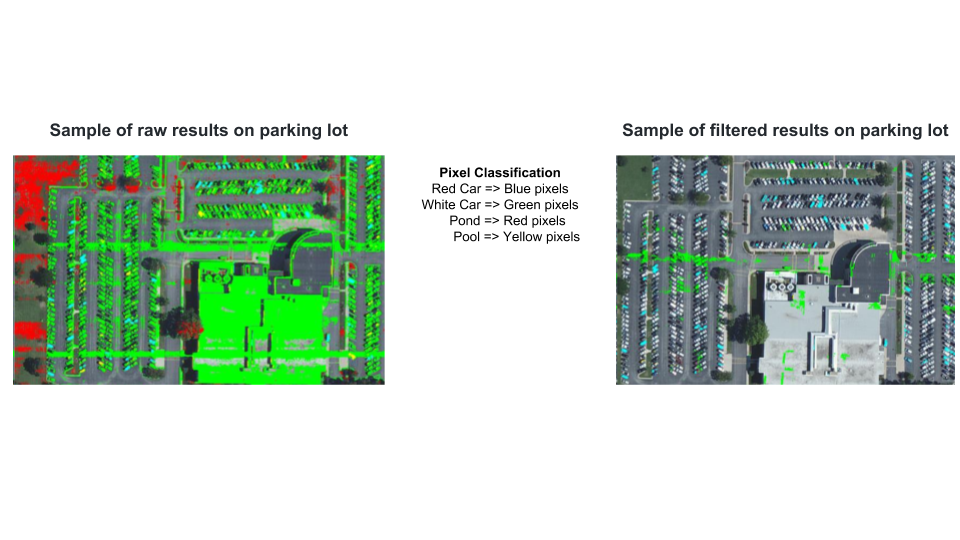 Sample of raw results on parking lot
Sample of filtered results on parking lot
Pixel Classification
Red Car => Blue pixels
White Car => Green pixels
Pond => Red pixels
Pool => Yellow pixels